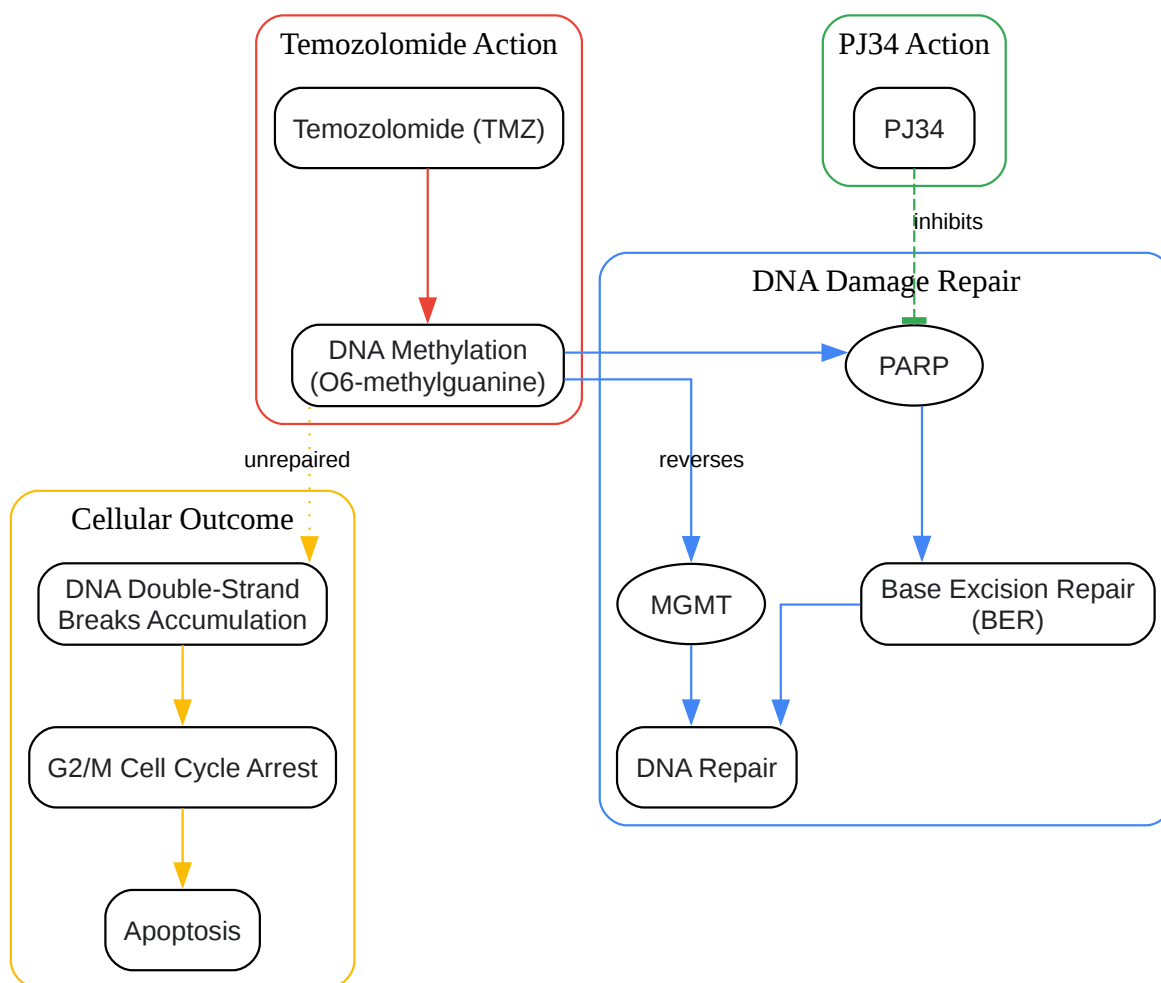 Temozolomide Action
PJ34 Action
Temozolomide (TMZ)
PJ34
inhibits
DNA Damage Repair
DNA Methylation
(O6-methylguanine)
PARP
unrepaired
reverses
Cellular Outcome
DNA Double-Strand
Breaks Accumulation
MGMT
Base Excision Repair
(BER)
G2/M Cell Cycle Arrest
DNA Repair
Apoptosis